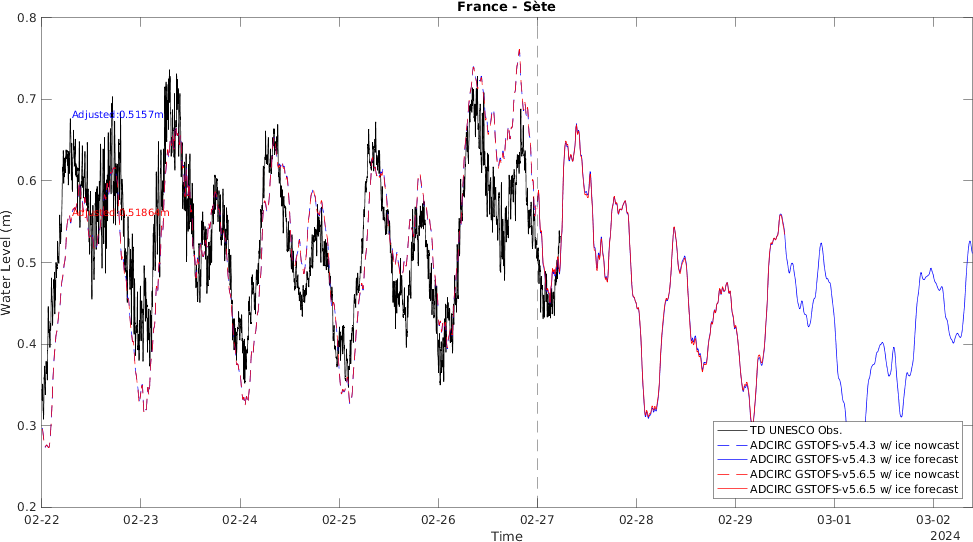 France - Sète
Water Level (m)
0.8
0.7
0.6
0.5
0.4
0.3
0.2
Adjusted:0.5157m
TD UNESCO Obs.
ADCIRC GSTOFS-v5.4.3 w/ ice nowcast
ADCIRC GSTOFS-v5.4.3 w/ ice forecast
ADCIRC GSTOFS-v5.6.5 w/ ice nowcast
ADCIRC GSTOFS-v5.6.5 w/ ice forecast
02-22 02-23 02-24 02-25 02-26 02-27 02-28 02-29 03-01 03-02
Time
2024